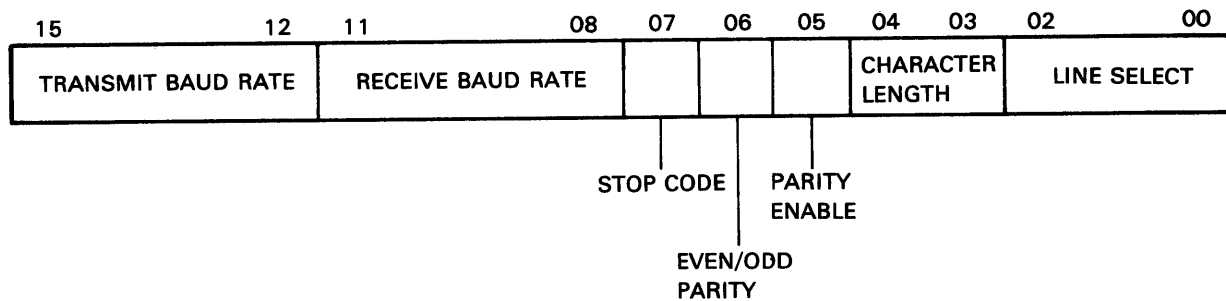 15 12 11 08 07 06 05 04 03 02 00
TRANSMIT BAUD RATE RECEIVE BAUD RATE CHARACTER LENGTH LINE SELECT
STOP CODE PARITY ENABLE
EVEN/ODD PARITY